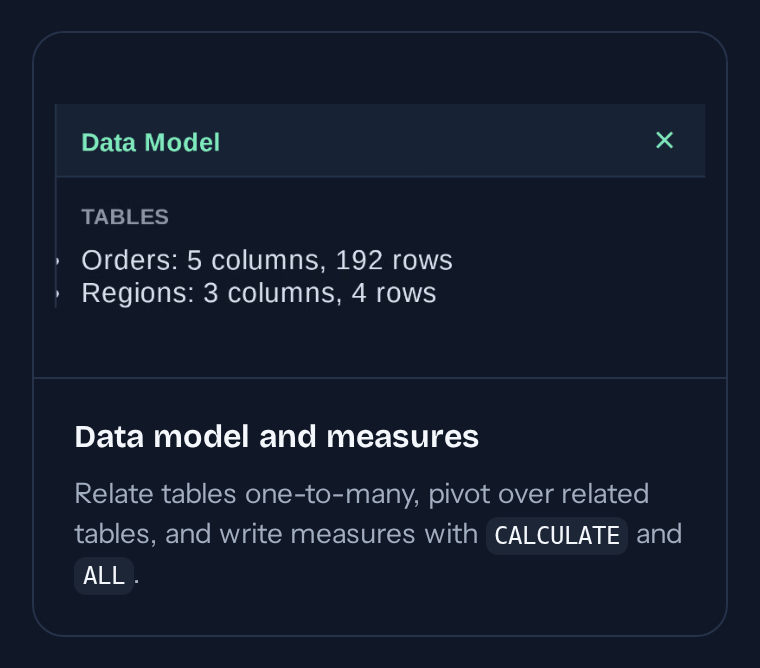 Data Model ×
TABLES
Orders: 5 columns, 192 rows
Regions: 3 columns, 4 rows
Data model and measures
Relate tables one-to-many, pivot over related
tables, and write measures with CALCULATE and
ALL.